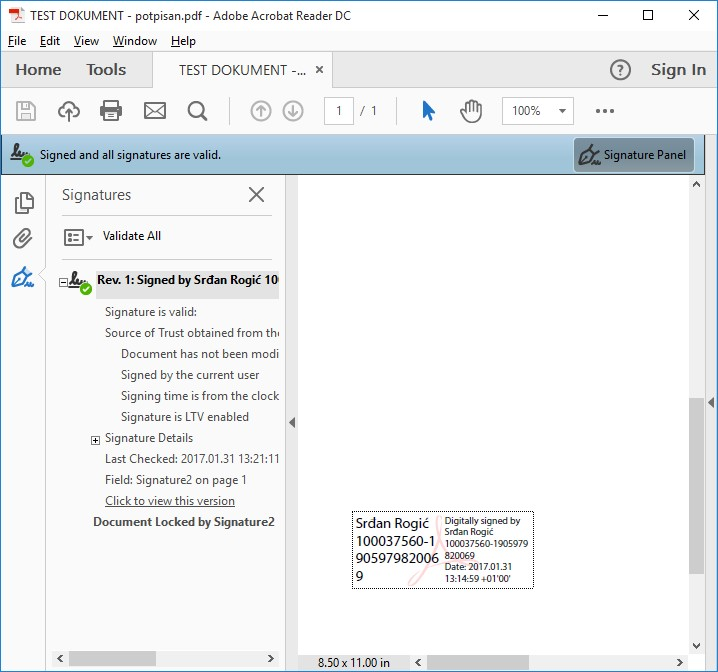 TEST DOKUMENT - potpisan.pdf - Adobe Acrobat Reader DC
File Edit View Window Help
Home Tools TEST DOKUMENT -... × Sign In
1 / 1 100%
Signed and all signatures are valid. Signature Panel
Signatures
Validate All
Rev. 1: Signed by Srđan Rogić 10
Signature is valid:
Source of Trust obtained from the
Document has not been modi
Signed by the current user
Signing time is from the clock
Signature is LTV enabled
Signature Details
Last Checked: 2017.01.31 13:21:11
Field: Signature2 on page 1
Click to view this version
Document Locked by Signature2
Srđan Rogić
100037560-1
90597982006
9
Digitally signed by
Srđan Rogić
100037560-1905979
820069
Date: 2017.01.31
13:14:59 +01'00'
8.50 x 11.00 in